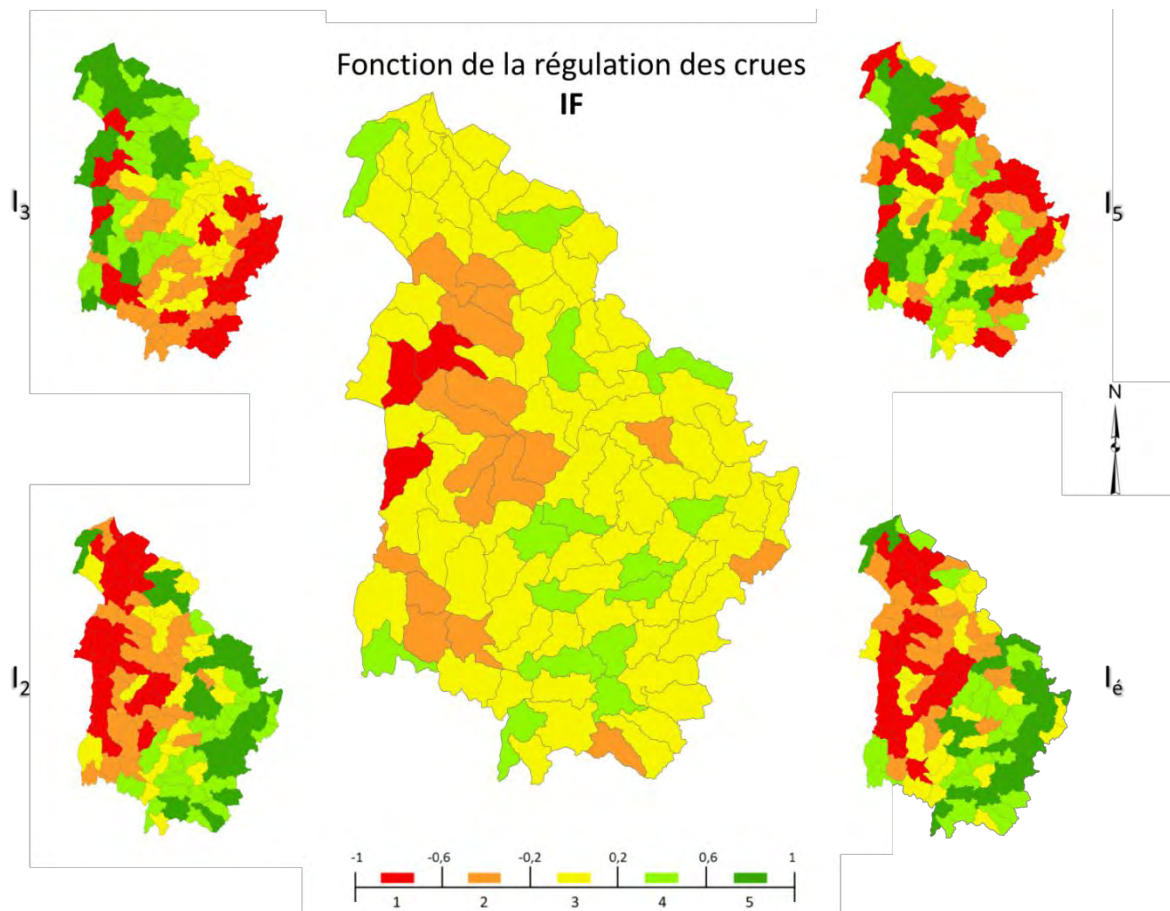 Fonction de la régulation des crues
IF
I3
I5
N
I2
Ié
-1 -0,6 -0,2 0,2 0,6 1
1 2 3 4 5